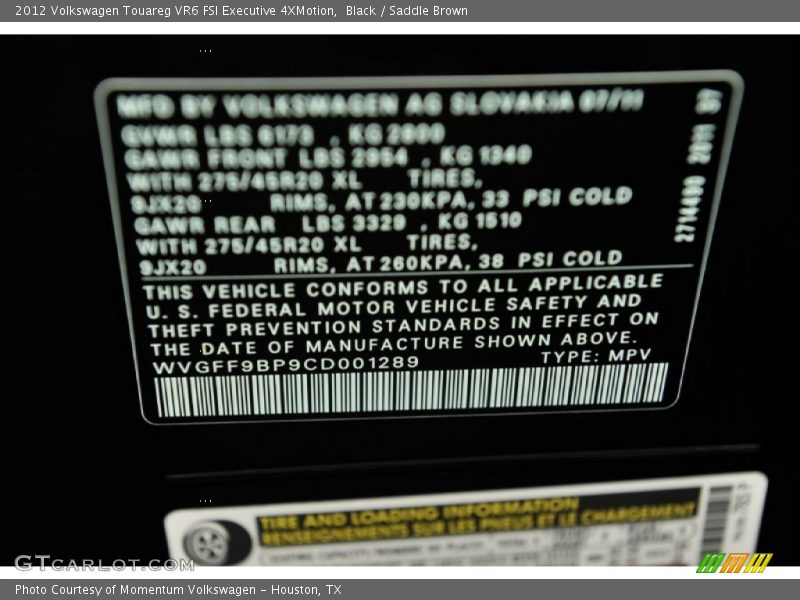 2012 Volkswagen Touareg VR6 FSI Executive 4XMotion,  Black / Saddle Brown
MFD BY VOLKSWAGEN AG SLOVAKIA 07/11
GVWR LBS 6173 , KG 2800
GAWR FRONT LBS 2954 , KG 1340
WITH 275/45R20 XL TIRES,
9JX20 RIMS, AT 230KPA, 33 PSI COLD
GAWR REAR LBS 3329 , KG 1510
WITH 275/45R20 XL TIRES,
9JX20 RIMS, AT 260KPA, 38 PSI COLD
THIS VEHICLE CONFORMS TO ALL APPLICABLE
U. S. FEDERAL MOTOR VEHICLE SAFETY AND
THEFT PREVENTION STANDARDS IN EFFECT ON
THE DATE OF MANUFACTURE SHOWN ABOVE.
WVGFF9BP9CD001289 TYPE: MPV
2714400 2011
TIRE AND LOADING INFORMATION
RENSEIGNEMENTS SUR LES PNEUS ET LE CHARGEMENT
GTCARLOT.COM
Photo Courtesy of Momentum Volkswagen - Houston, TX